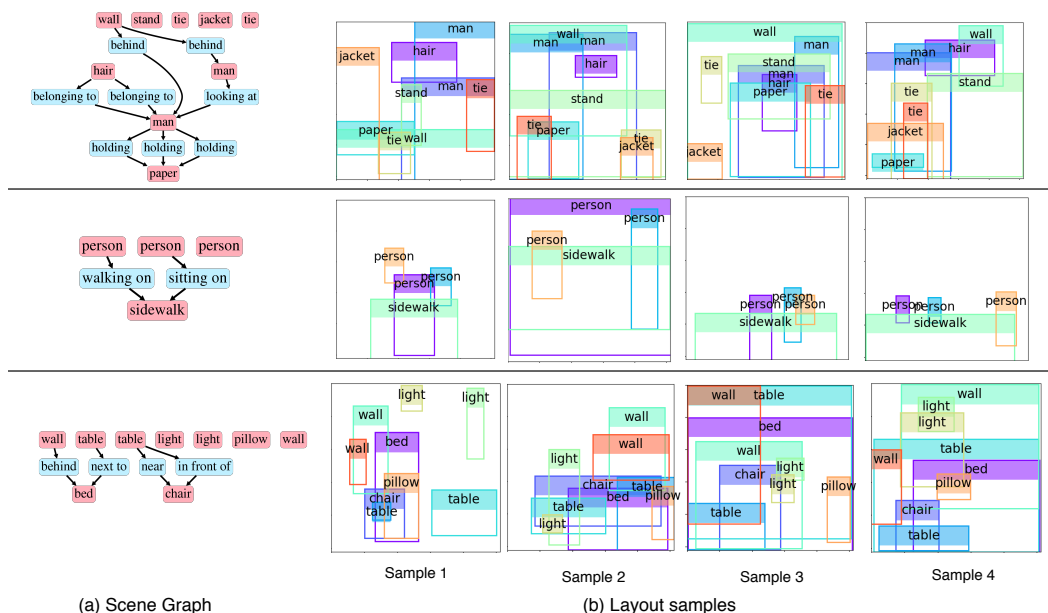 wall stand tie jacket tie
behind behind
hair man
belonging to belonging to looking at
man
holding holding holding
paper
man
hair
jacket
man tie
stand
paper
tie wall
wall
man man
hair
stand
tie
paper tie
jacket
wall
man
tie stand
man
hair
paper tie
jacket
wall
man hair
man
stand
tie
tie
jacket
paper
person person person
walking on sitting on
sidewalk
person
person
person
sidewalk
person
person
person
sidewalk
person
person person
sidewalk
person person person
sidewalk
wall table table light light pillow wall
behind next to near in front of
bed chair
light light
wall
wall bed
pillow
chair table
table
wall
wall
light
chair table
bed pillow
table
light
wall table
bed
wall
light
chair light pillow
table
wall
light
light
table
wall bed
pillow
chair
table
Sample 1 Sample 2 Sample 3 Sample 4
(a) Scene Graph (b) Layout samples